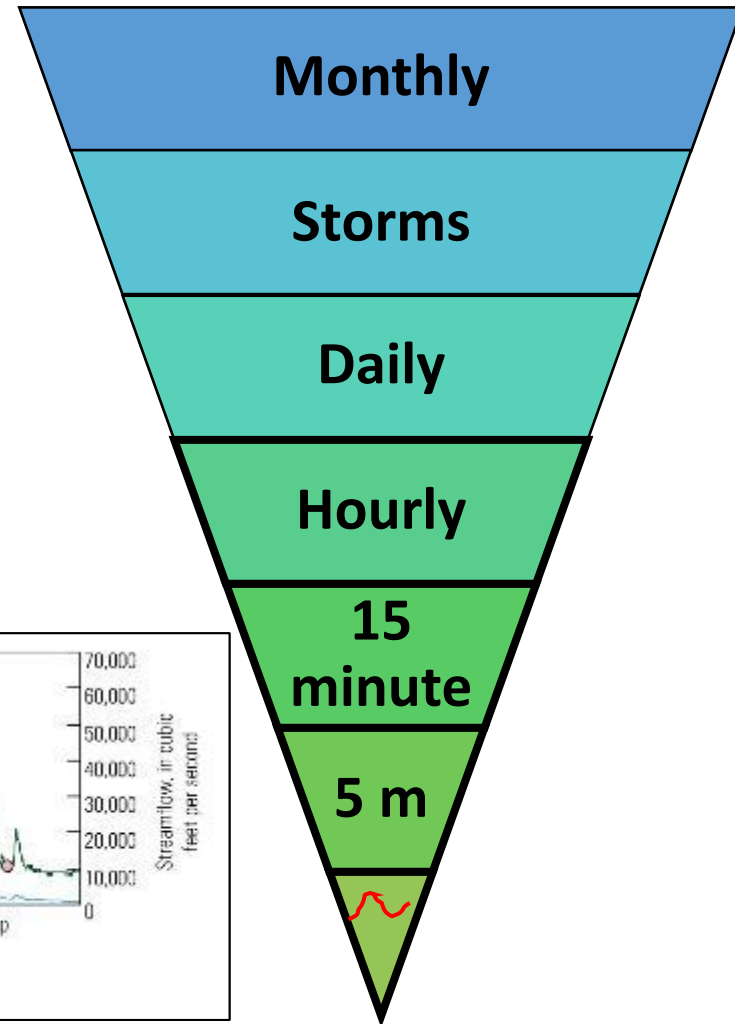 Monthly
Storms
Daily
Hourly
15
minute
5 m
70,000
60,000
50,000
40,000
30,000
20,000
10,000
0
Streamflow, in cubic
feet per second
p